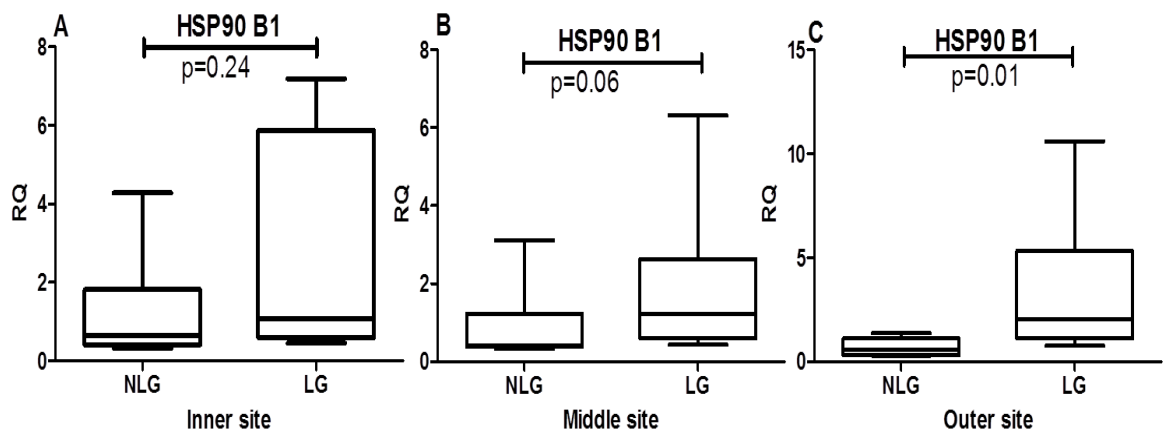 A
HSP90 B1
p=0.24
8
6
4
2
0
RQ
NLG
LG
Inner site
B
HSP90 B1
p=0.06
8
6
4
2
0
RQ
NLG
LG
Middle site
C
HSP90 B1
p=0.01
15
10
5
0
RQ
NLG
LG
Outer site